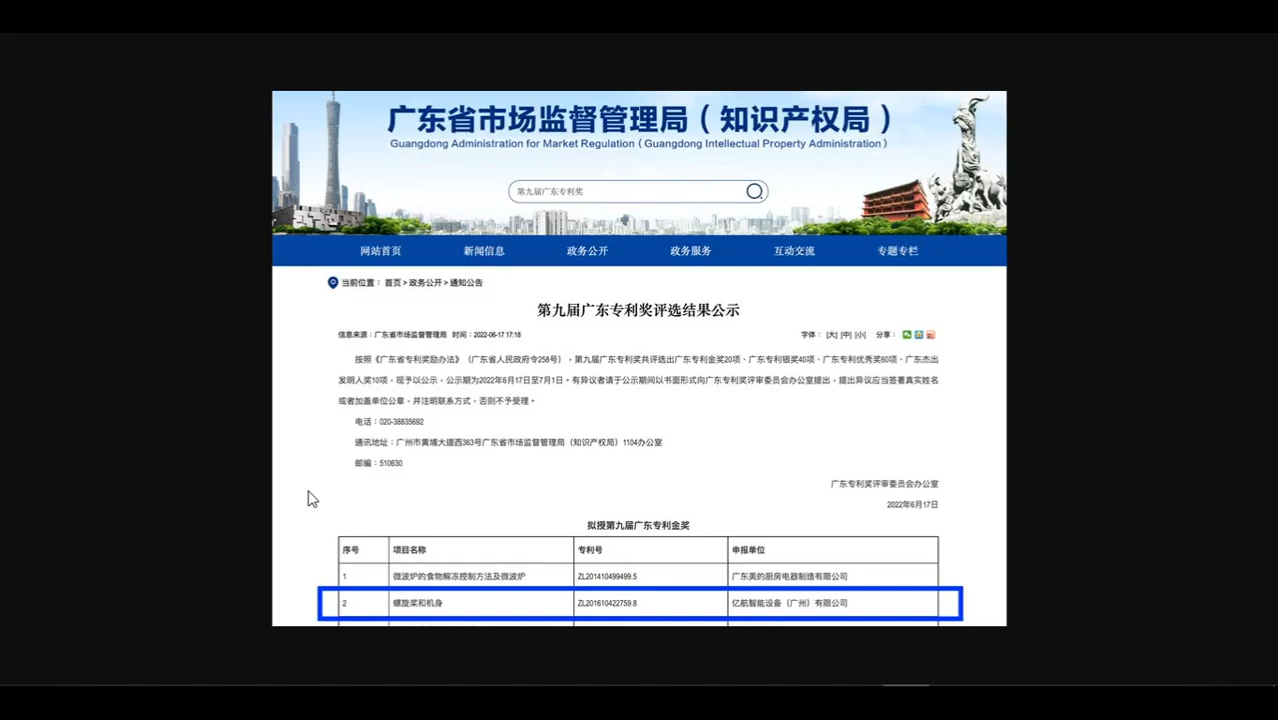 广东省市场监督管理局（知识产权局）
Guangdong Administration for Market Regulation（Guangdong Intellectual Property Administration）
第九届广东专利奖
网站首页 新闻信息 政务公开 政务服务 互动交流 专题专栏
当前位置： 首页 > 政务公开 > 通知公告
第九届广东专利奖评选结果公示
信息来源：广东省市场监督管理局 时间：2022-06-17 17:18 字体： [大] [中] [小] 分享：
按照《广东省专利奖励办法》（广东省人民政府令258号），第九届广东专利奖共评选出广东专利金奖20项、广东专利银奖40项、广东专利优秀奖60项、广东杰出
发明人奖10项，现予以公示，公示期为2022年6月17日至7月1日。有异议者请于公示期间以书面形式向广东专利奖评审委员会办公室提出，提出异议应当签署真实姓名
或者加盖单位公章，并注明联系方式，否则不予受理。
电话：020-38835692
通讯地址：广州市黄埔大道西363号广东省市场监督管理局（知识产权局）1104办公室
邮编：510630
广东专利奖评审委员会办公室
2022年6月17日
拟授第九届广东专利金奖
序号 项目名称 专利号 申报单位
1 微波炉的食物解冻控制方法及微波炉 ZL201410499499.5 广东美的厨房电器制造有限公司
2 螺旋桨和机身 ZL201610422759.8 亿航智能设备（广州）有限公司